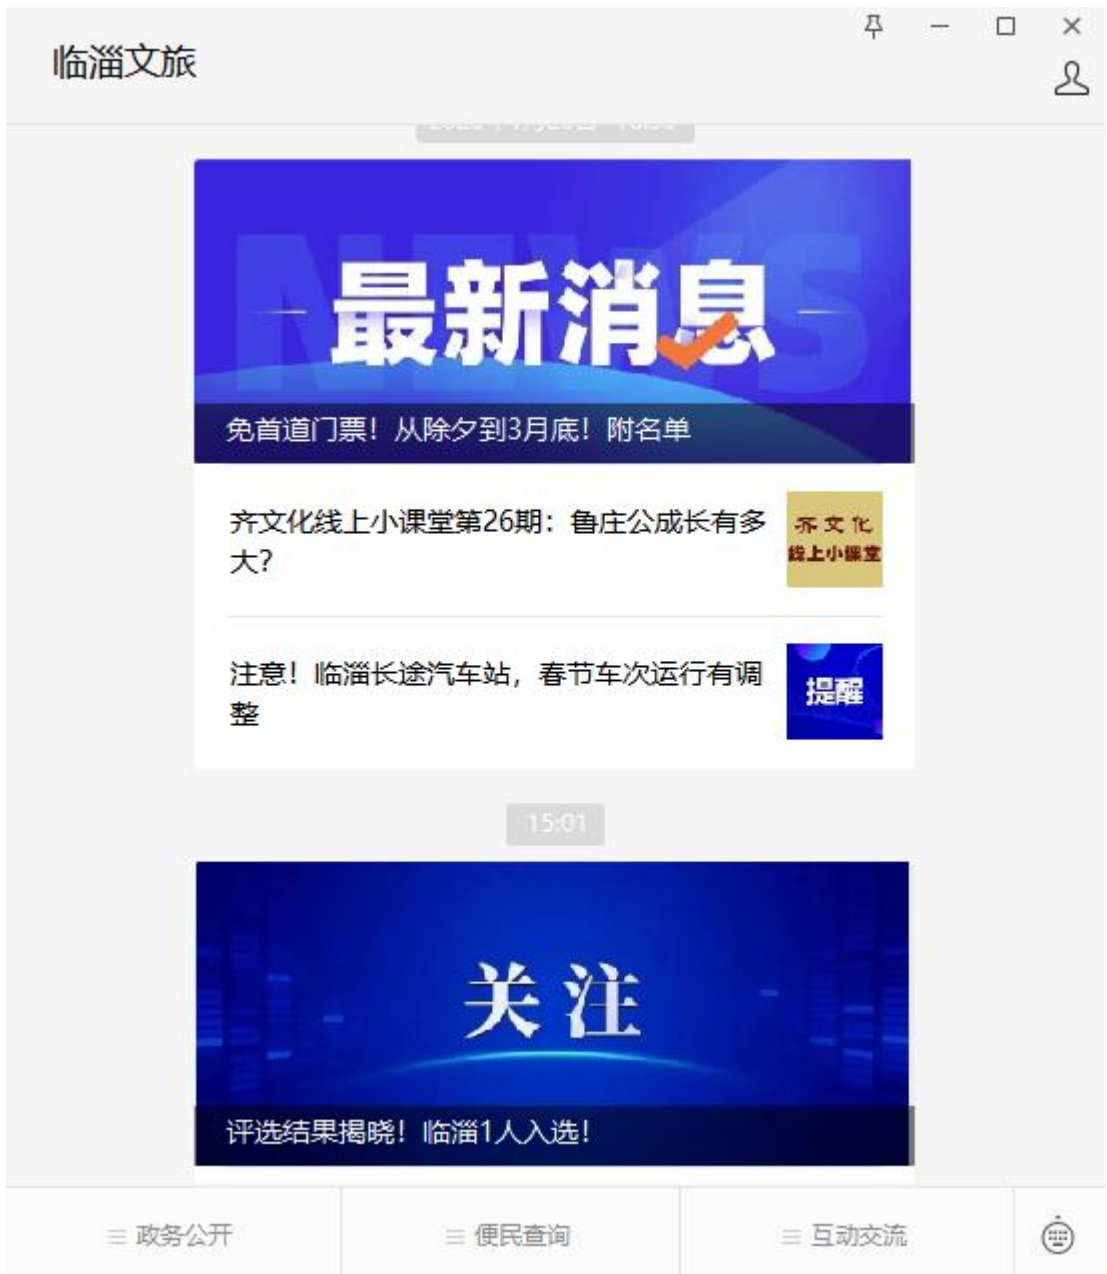 临淄文旅
NEWS
最新消息
免首道门票！从除夕到3月底！附名单
齐文化线上小课堂第26期：鲁庄公成长有多
大？
齐文化
线上小课堂
注意！临淄长途汽车站，春节车次运行有调
整
提醒
15:01
关注
评选结果揭晓！临淄1人入选！
政务公开
便民查询
互动交流